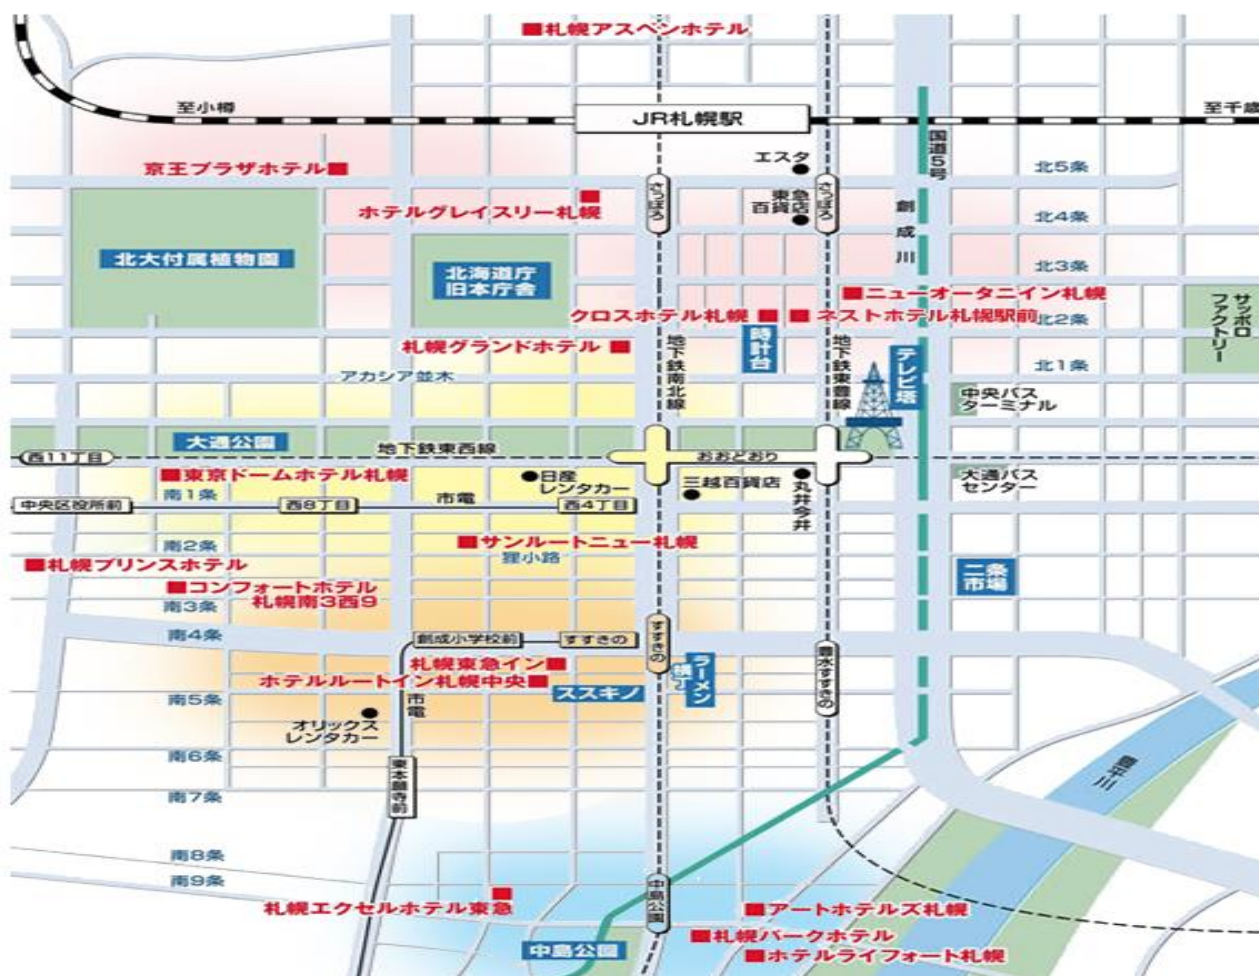 札幌アスペンホテル
至小樽
JR札幌駅
至千歳
国道5号
エスタ
京王プラザホテル
北5条
さっぽろ
東急
百貨店
さっぽろ
ホテルグレイスリー札幌
創成川
北4条
北大付属植物園
北海道庁
旧本庁舎
北3条
ニューオータニイン札幌
サッポロ
ファクトリー
クロスホテル札幌
ネストホテル札幌駅前
北2条
時計台
札幌グランドホテル
地下鉄南北線
地下鉄東豊線
テレビ塔
北1条
アカシア並木
中央バス
ターミナル
大通公園
地下鉄東西線
西11丁目
おおどおり
東京ドームホテル札幌
日産
レンタカー
三越百貨店
丸井今井
大通バス
センター
南1条
市電
中央区役所前
西8丁目
西4丁目
南2条
サンルートニュー札幌
狸小路
札幌プリンスホテル
コンフォートホテル
札幌南3西9
二条
市場
南3条
南4条
創成小学校前
すすきの
すすきの
豊水すすきの
札幌東急イン
ラーメン
横丁
ホテルルートイン札幌中央
ススキノ
南5条
市電
オリックス
レンタカー
南6条
東本願寺前
豊平川
南7条
南8条
南9条
中島公園
札幌エクセルホテル東急
アートホテルズ札幌
札幌パークホテル
中島公園
ホテルライフォート札幌